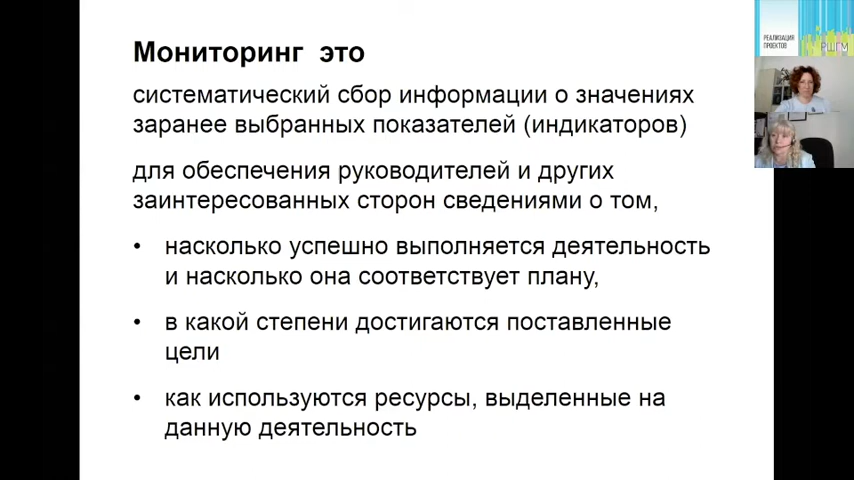 Мониторинг это
систематический сбор информации о значениях
заранее выбранных показателей (индикаторов)
для обеспечения руководителей и других
заинтересованных сторон сведениями о том,
• насколько успешно выполняется деятельность
и насколько она соответствует плану,
• в какой степени достигаются поставленные
цели
• как используются ресурсы, выделенные на
данную деятельность
РЕАЛИЗАЦИЯ
ПРОЕКТОВ
РШГМ